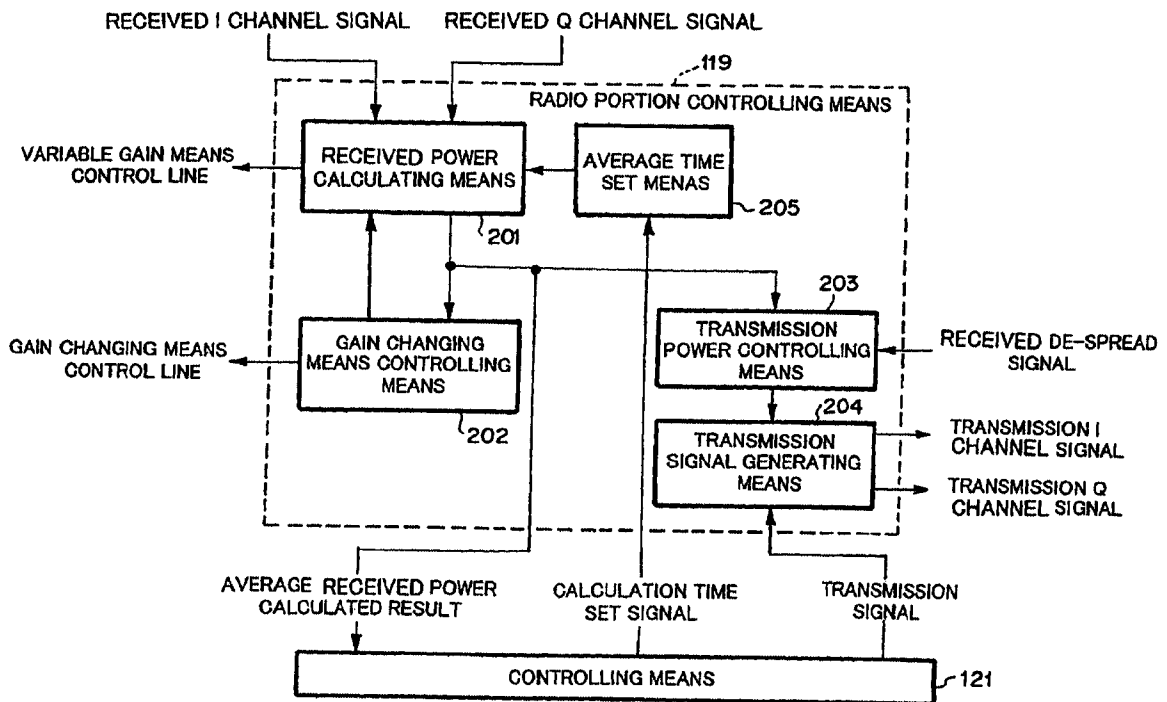 RECEIVED I CHANNEL SIGNAL
RECEIVED Q CHANNEL SIGNAL
119
RADIO PORTION CONTROLLING MEANS
VARIABLE GAIN MEANS
CONTROL LINE
RECEIVED POWER
CALCULATING MEANS
201
AVERAGE TIME
SET MENAS
205
GAIN CHANGING MEANS
CONTROL LINE
GAIN CHANGING
MEANS CONTROLLING
MEANS
202
203
TRANSMISSION
POWER CONTROLLING
MEANS
RECEIVED DE-SPREAD
SIGNAL
204
TRANSMISSION
SIGNAL GENERATING
MEANS
TRANSMISSION I
CHANNEL SIGNAL
TRANSMISSION Q
CHANNEL SIGNAL
AVERAGE RECEIVED POWER
CALCULATED RESULT
CALCULATION TIME
SET SIGNAL
TRANSMISSION
SIGNAL
CONTROLLING MEANS
121